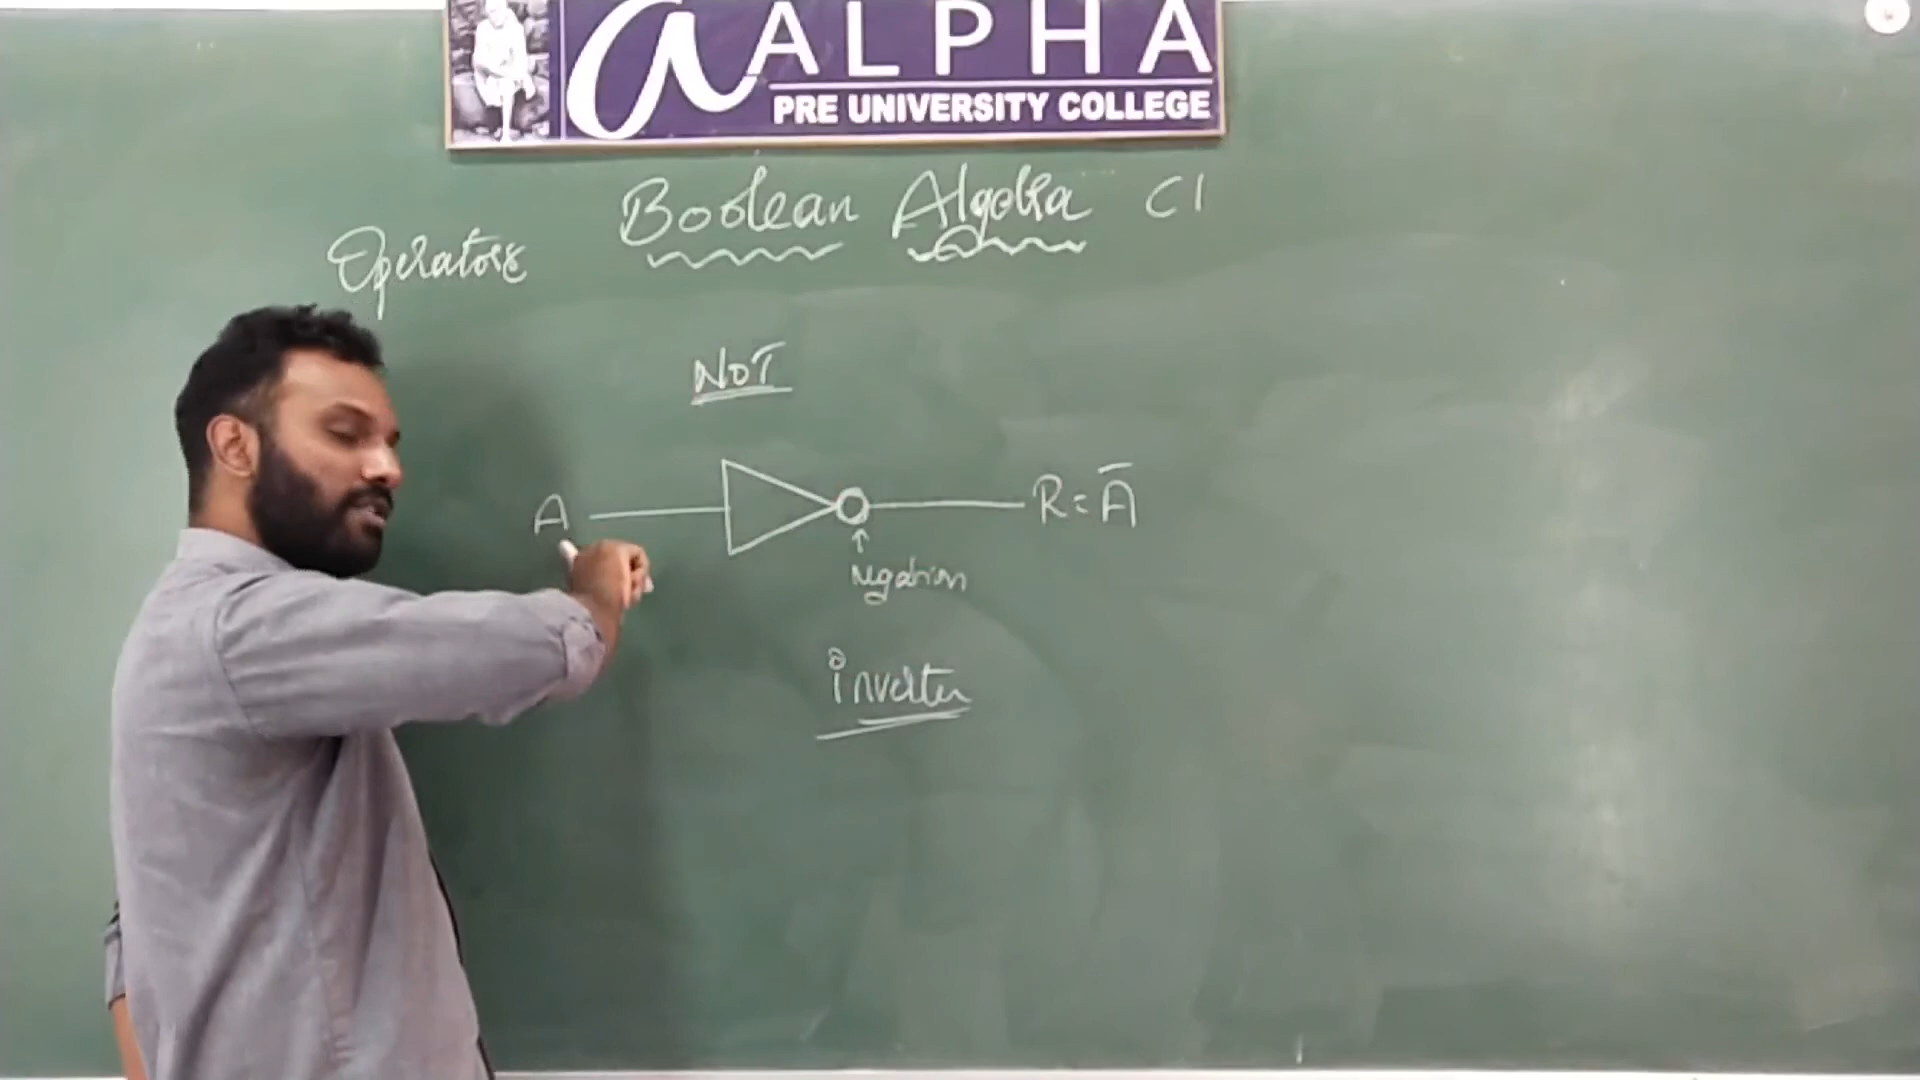 a ALPHA
PRE UNIVERSITY COLLEGE
Boolean Algebra C1
Operators
NOT
A
R = A̅
Negation
inverter